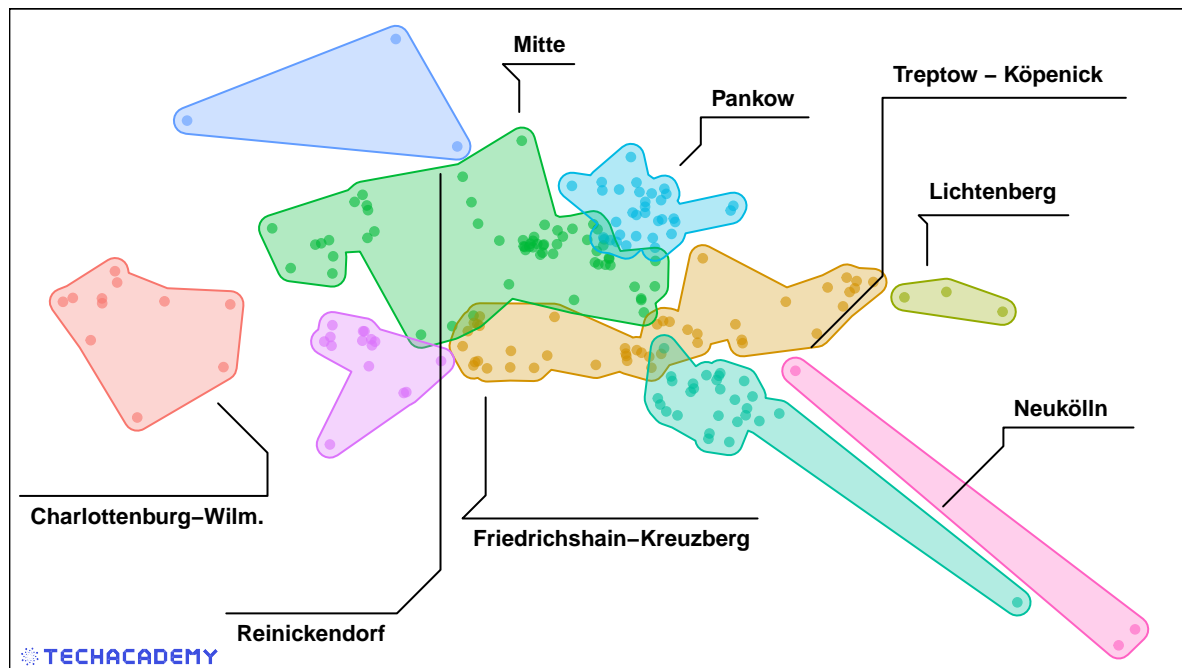 Mitte
Treptow – Köpenick
Pankow
Lichtenberg
Neukölln
Charlottenburg–Wilm.
Friedrichshain–Kreuzberg
Reinickendorf
TECHACADEMY